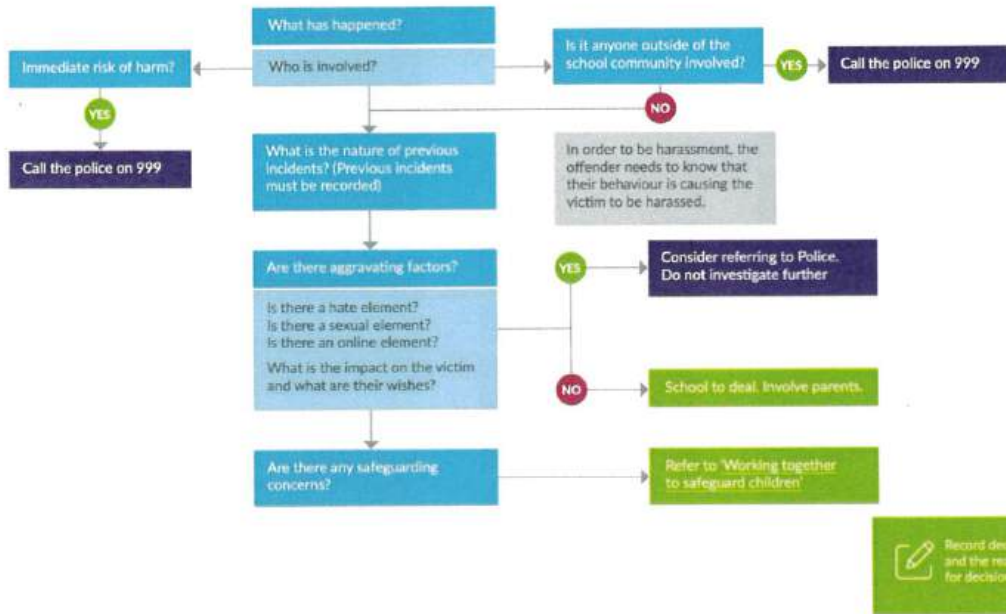 What has happened?
Immediate risk of harm?
Who is involved?
Is it anyone outside of the
school community involved?
YES
Call the police on 999
YES
NO
Call the police on 999
What is the nature of previous
incidents? (Previous incidents
must be recorded)
In order to be harassment, the
offender needs to know that
their behaviour is causing the
victim to be harassed.
Are there aggravating factors?
Is there a hate element?
Is there a sexual element?
Is there an online element?
What is the impact on the victim
and what are their wishes?
YES
Consider referring to Police.
Do not investigate further
NO
School to deal. Involve parents.
Are there any safeguarding
concerns?
Refer to 'Working together
to safeguard children'
Record
and the
for